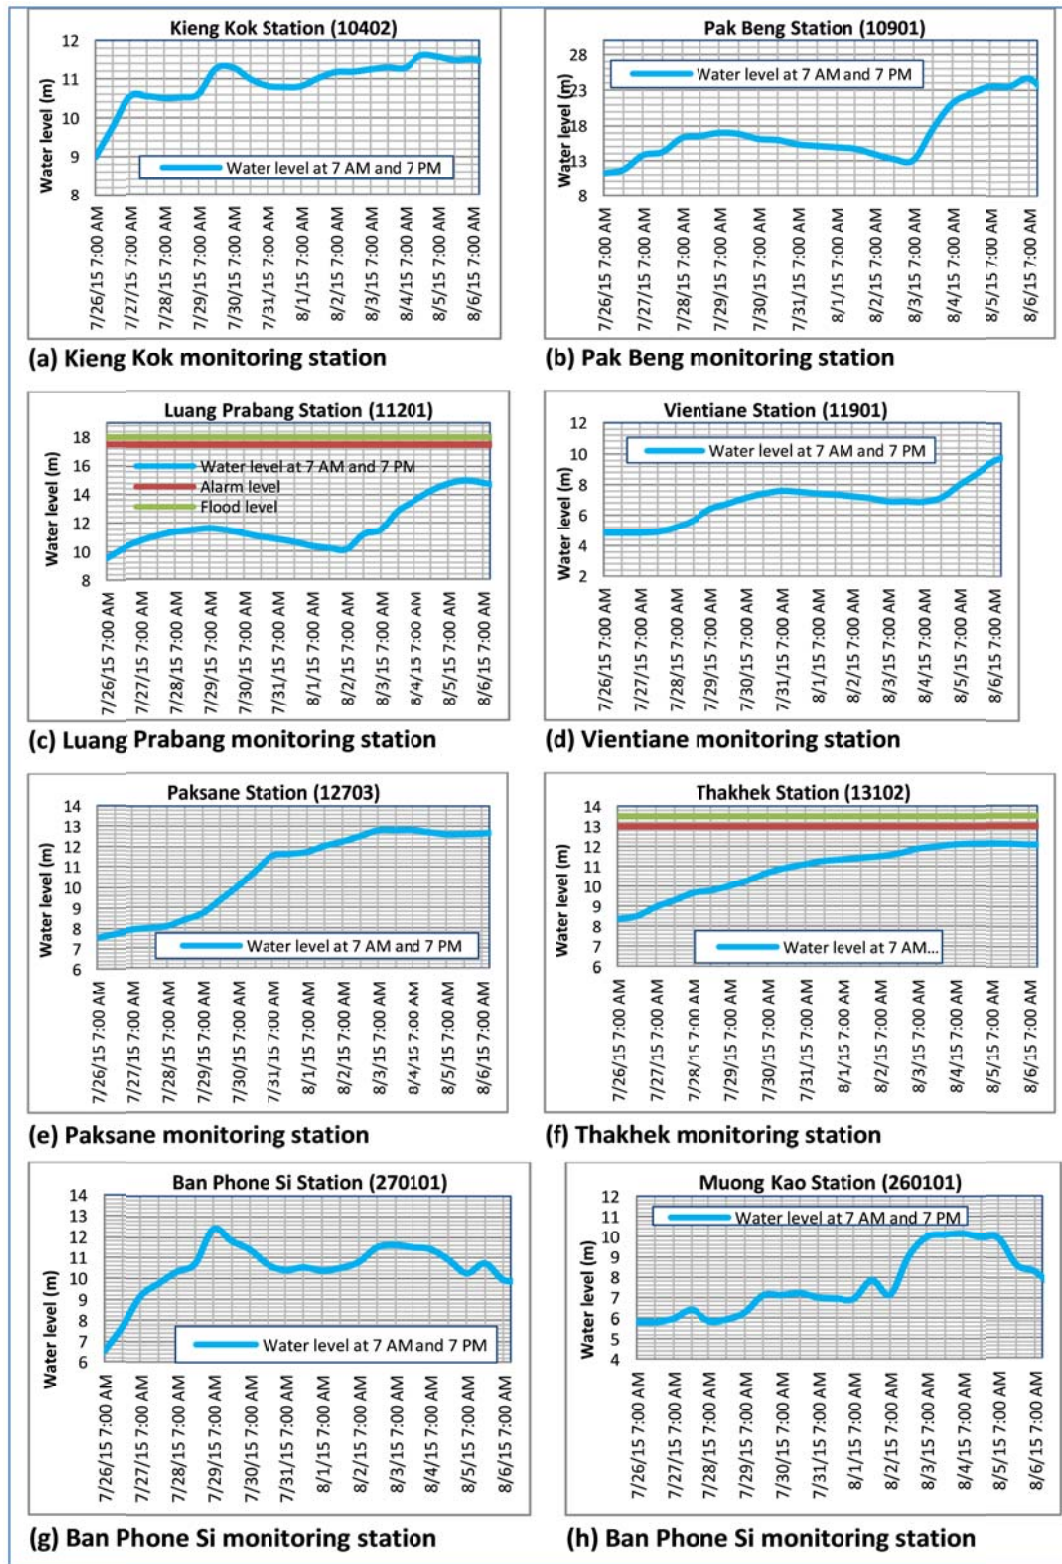 Kieng Kok Station (10402)
Water level (m)
12
11
10
9
8
Water level at 7 AM and 7 PM
7/26/15 7:00 AM
7/27/15 7:00 AM
7/28/15 7:00 AM
7/29/15 7:00 AM
7/30/15 7:00 AM
7/31/15 7:00 AM
8/1/15 7:00 AM
8/2/15 7:00 AM
8/3/15 7:00 AM
8/4/15 7:00 AM
8/5/15 7:00 AM
8/6/15 7:00 AM
(a) Kieng Kok monitoring station
Pak Beng Station (10901)
Water level (m)
28
23
18
13
8
Water level at 7 AM and 7 PM
7/26/15 7:00 AM
7/27/15 7:00 AM
7/28/15 7:00 AM
7/29/15 7:00 AM
7/30/15 7:00 AM
7/31/15 7:00 AM
8/1/15 7:00 AM
8/2/15 7:00 AM
8/3/15 7:00 AM
8/4/15 7:00 AM
8/5/15 7:00 AM
8/6/15 7:00 AM
(b) Pak Beng monitoring station
Luang Prabang Station (11201)
Water level (m)
18
16
14
12
10
8
Water level at 7 AM and 7 PM
Alarm level
Flood level
7/26/15 7:00 AM
7/27/15 7:00 AM
7/28/15 7:00 AM
7/29/15 7:00 AM
7/30/15 7:00 AM
7/31/15 7:00 AM
8/1/15 7:00 AM
8/2/15 7:00 AM
8/3/15 7:00 AM
8/4/15 7:00 AM
8/5/15 7:00 AM
8/6/15 7:00 AM
(c) Luang Prabang monitoring station
Vientiane Station (11901)
Water level (m)
12
10
8
6
4
2
Water level at 7 AM and 7 PM
7/26/15 7:00 AM
7/27/15 7:00 AM
7/28/15 7:00 AM
7/29/15 7:00 AM
7/30/15 7:00 AM
7/31/15 7:00 AM
8/1/15 7:00 AM
8/2/15 7:00 AM
8/3/15 7:00 AM
8/4/15 7:00 AM
8/5/15 7:00 AM
8/6/15 7:00 AM
(d) Vientiane monitoring station
Paksane Station (12703)
Water level (m)
14
13
12
11
10
9
8
7
6
Water level at 7 AM and 7 PM
7/26/15 7:00 AM
7/27/15 7:00 AM
7/28/15 7:00 AM
7/29/15 7:00 AM
7/30/15 7:00 AM
7/31/15 7:00 AM
8/1/15 7:00 AM
8/2/15 7:00 AM
8/3/15 7:00 AM
8/4/15 7:00 AM
8/5/15 7:00 AM
8/6/15 7:00 AM
(e) Paksane monitoring station
Thakhek Station (13102)
Water level (m)
14
13
12
11
10
9
8
7
6
Water level at 7 AM...
7/26/15 7:00 AM
7/27/15 7:00 AM
7/28/15 7:00 AM
7/29/15 7:00 AM
7/30/15 7:00 AM
7/31/15 7:00 AM
8/1/15 7:00 AM
8/2/15 7:00 AM
8/3/15 7:00 AM
8/4/15 7:00 AM
8/5/15 7:00 AM
8/6/15 7:00 AM
(f) Thakhek monitoring station
Ban Phone Si Station (270101)
Water level (m)
14
13
12
11
10
9
8
7
6
Water level at 7 AM and 7 PM
7/26/15 7:00 AM
7/27/15 7:00 AM
7/28/15 7:00 AM
7/29/15 7:00 AM
7/30/15 7:00 AM
7/31/15 7:00 AM
8/1/15 7:00 AM
8/2/15 7:00 AM
8/3/15 7:00 AM
8/4/15 7:00 AM
8/5/15 7:00 AM
8/6/15 7:00 AM
(g) Ban Phone Si monitoring station
Muong Kao Station (260101)
Water level (m)
12
11
10
9
8
7
6
5
4
Water level at 7 AM and 7 PM
7/26/15 7:00 AM
7/27/15 7:00 AM
7/28/15 7:00 AM
7/29/15 7:00 AM
7/30/15 7:00 AM
7/31/15 7:00 AM
8/1/15 7:00 AM
8/2/15 7:00 AM
8/3/15 7:00 AM
8/4/15 7:00 AM
8/5/15 7:00 AM
8/6/15 7:00 AM
(h) Ban Phone Si monitoring station